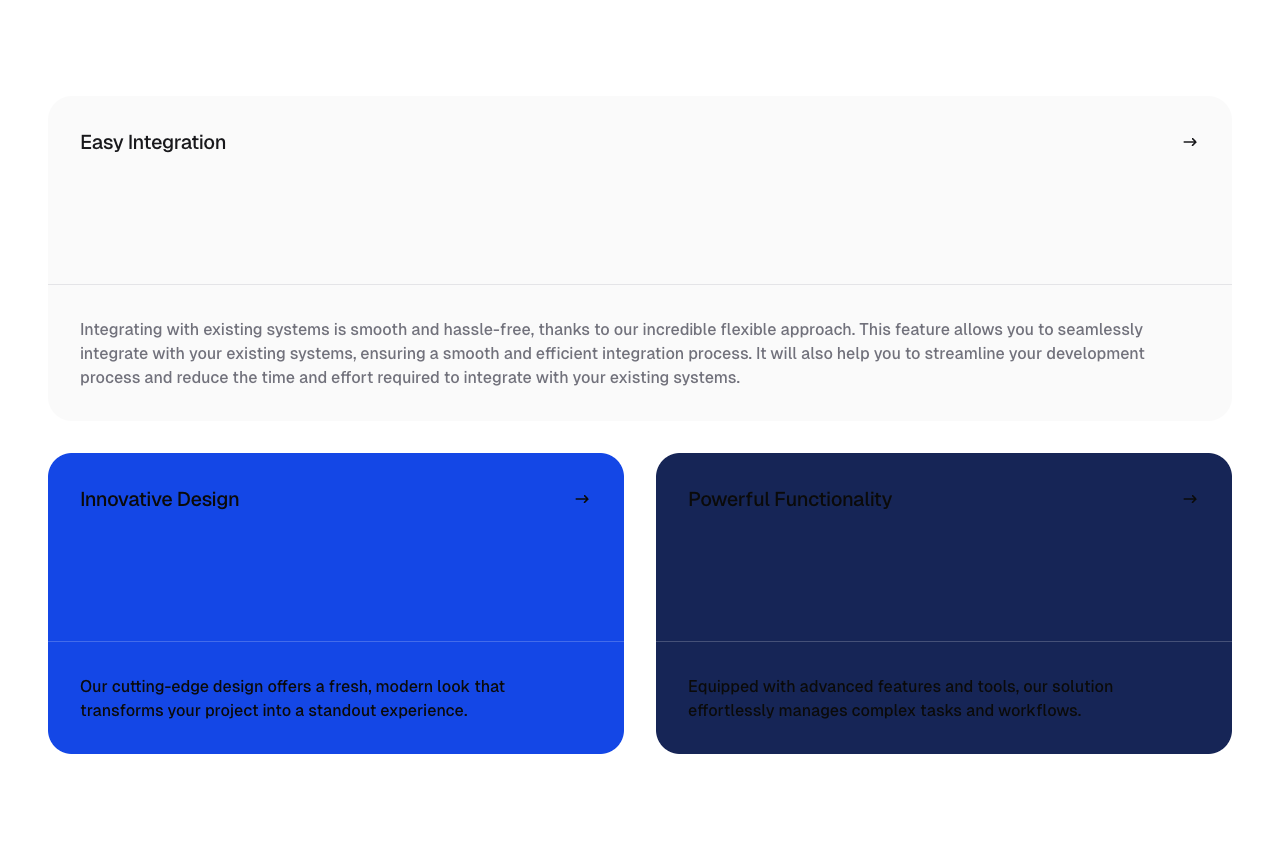 Easy Integration →
Integrating with existing systems is smooth and hassle-free, thanks to our incredible flexible approach. This feature allows you to seamlessly
integrate with your existing systems, ensuring a smooth and efficient integration process. It will also help you to streamline your development
process and reduce the time and effort required to integrate with your existing systems.
Innovative Design →
Our cutting-edge design offers a fresh, modern look that
transforms your project into a standout experience.
Powerful Functionality →
Equipped with advanced features and tools, our solution
effortlessly manages complex tasks and workflows.